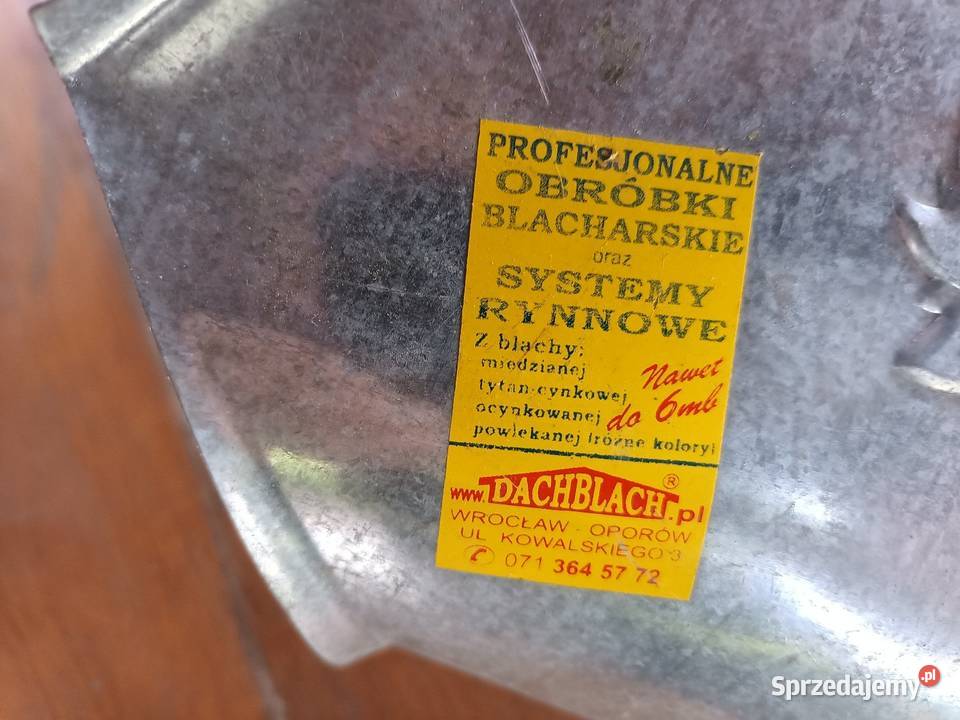 PROFESJONALNE
OBRÓBKI
BLACHARSKIE
oraz
SYSTEMY
RYNNOWE
Z blachy:
miedzianej
tytan-cynkowej
ocynkowanej
powlekanej (różne kolory)
Nawet
do 6mb
www.DACHBLACH.pl ®
WROCŁAW - OPORÓW
UL KOWALSKIEGO 3
071 364 57 72
Sprzedajemy.pl